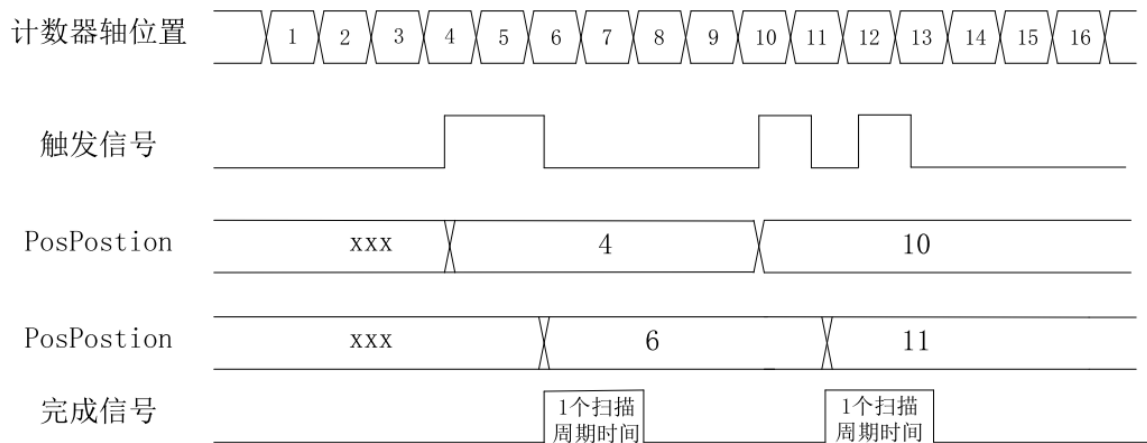 计数器轴位置 1 2 3 4 5 6 7 8 9 10 11 12 13 14 15 16
触发信号
PosPostion xxx 4 10
PosPostion xxx 6 11
完成信号 1个扫描 1个扫描
周期时间 周期时间